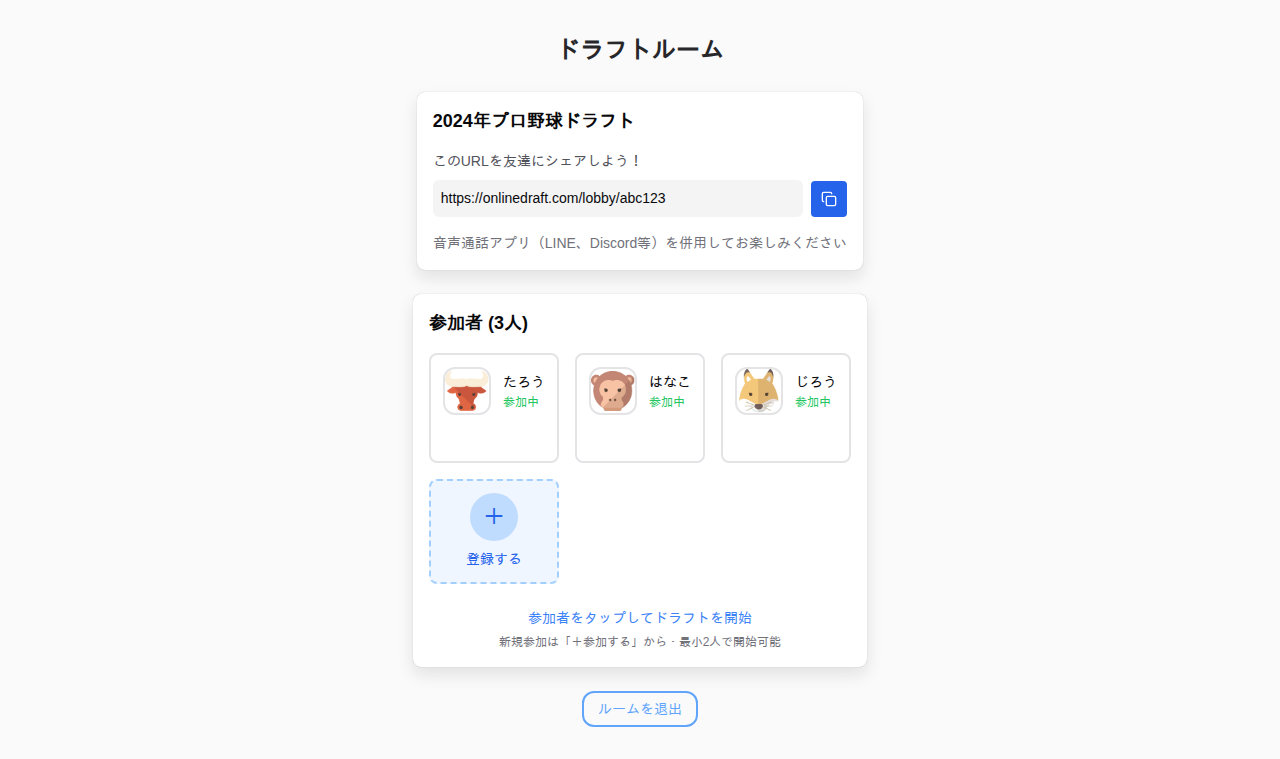 ドラフトルーム
2024年プロ野球ドラフト
このURLを友達にシェアしよう！
https://onlinedraft.com/lobby/abc123
音声通話アプリ（LINE、Discord等）を併用してお楽しみください
参加者 (3人)
たろう
参加中
はなこ
参加中
じろう
参加中
登録する
参加者をタップしてドラフトを開始
新規参加は「＋参加する」から · 最小2人で開始可能
ルームを退出